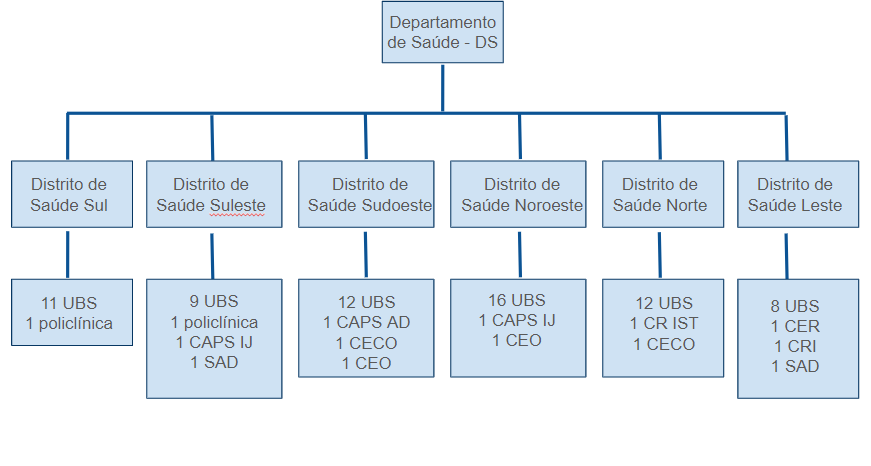 Departamento
de Saúde - DS
Distrito de
Saúde Sul
Distrito de
Saúde Suleste
Distrito de
Saúde Sudoeste
Distrito de
Saúde Noroeste
Distrito de
Saúde Norte
Distrito de
Saúde Leste
11 UBS
1 policlínica
9 UBS
1 policlínica
1 CAPS IJ
1 SAD
12 UBS
1 CAPS AD
1 CECO
1 CEO
16 UBS
1 CAPS IJ
1 CEO
12 UBS
1 CR IST
1 CECO
8 UBS
1 CER
1 CRI
1 SAD